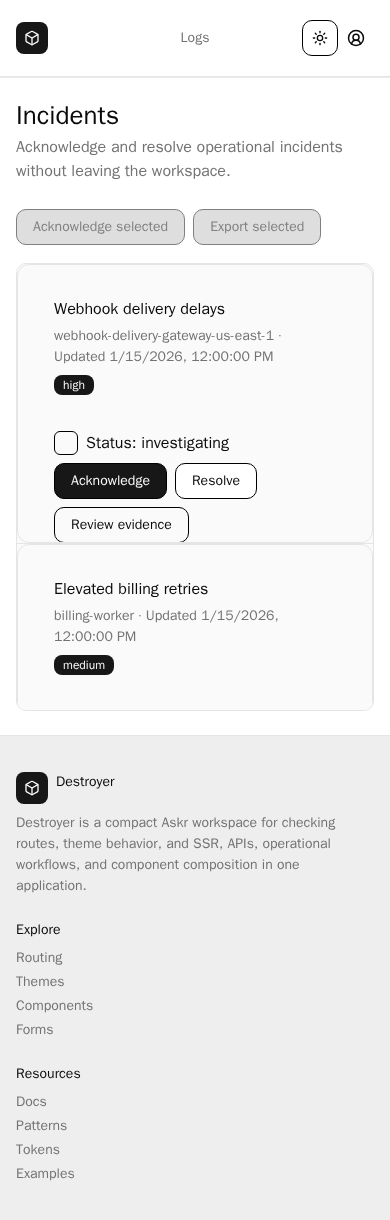 Logs
Incidents
Acknowledge and resolve operational incidents
without leaving the workspace.
Acknowledge selected
Export selected
Webhook delivery delays
webhook-delivery-gateway-us-east-1 ·
Updated 1/15/2026, 12:00:00 PM
high
Status: investigating
Acknowledge
Resolve
Review evidence
Elevated billing retries
billing-worker · Updated 1/15/2026,
12:00:00 PM
medium
Destroyer
Destroyer is a compact Askr workspace for checking
routes, theme behavior, and SSR, APIs, operational
workflows, and component composition in one
application.
Explore
Routing
Themes
Components
Forms
Resources
Docs
Patterns
Tokens
Examples